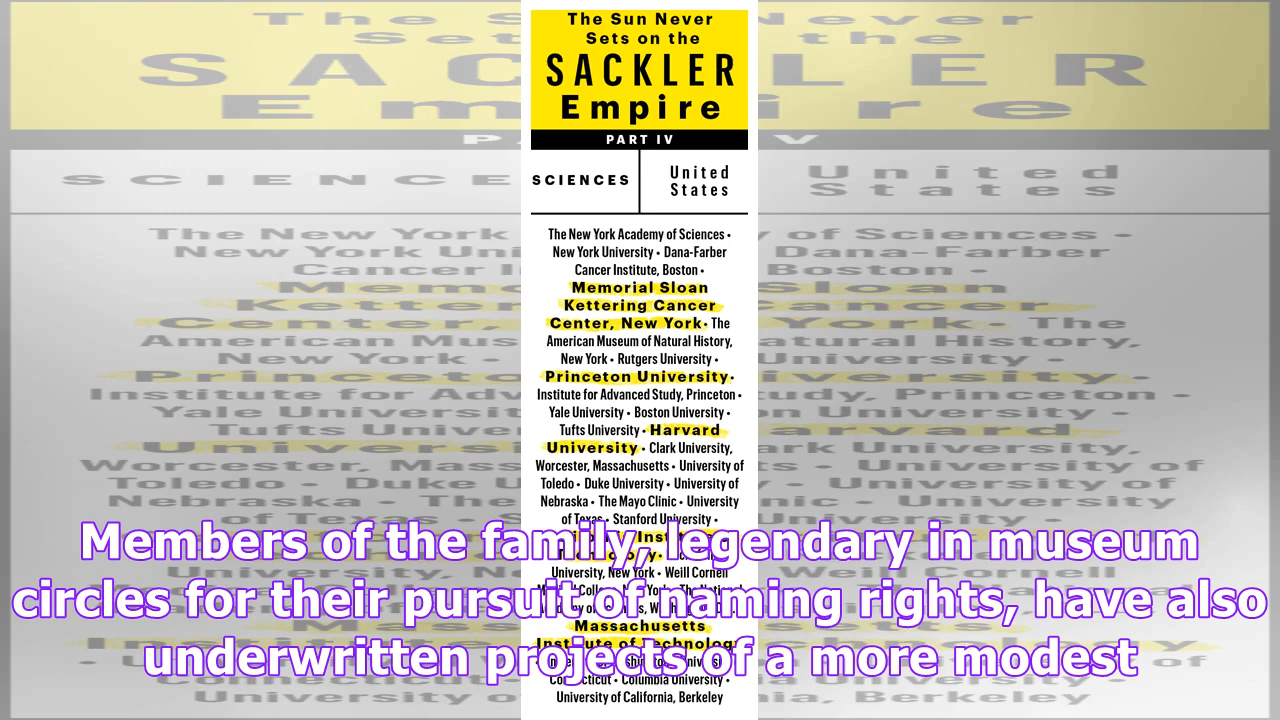 The Sun Never
Sets on the
SACKLER
Empire
PART IV
SCIENCES
United
States
The New York Academy of Sciences •
New York University • Dana-Farber
Cancer Institute, Boston •
Memorial Sloan
Kettering Cancer
Center, New York • The
American Museum of Natural History,
New York • Rutgers University •
Princeton University •
Institute for Advanced Study, Princeton •
Yale University • Boston University •
Tufts University • Harvard
University • Clark University,
Worcester, Massachusetts • University of
Toledo • Duke University • University of
Nebraska • The Mayo Clinic • University
of Texas • Stanford University •
University, New York • Weill Cornell
Massachusetts
Institute of Technology
Connecticut • Columbia University •
University of California, Berkeley
Members of the family, legendary in museum
circles for their pursuit of naming rights, have also
underwritten projects of a more modest